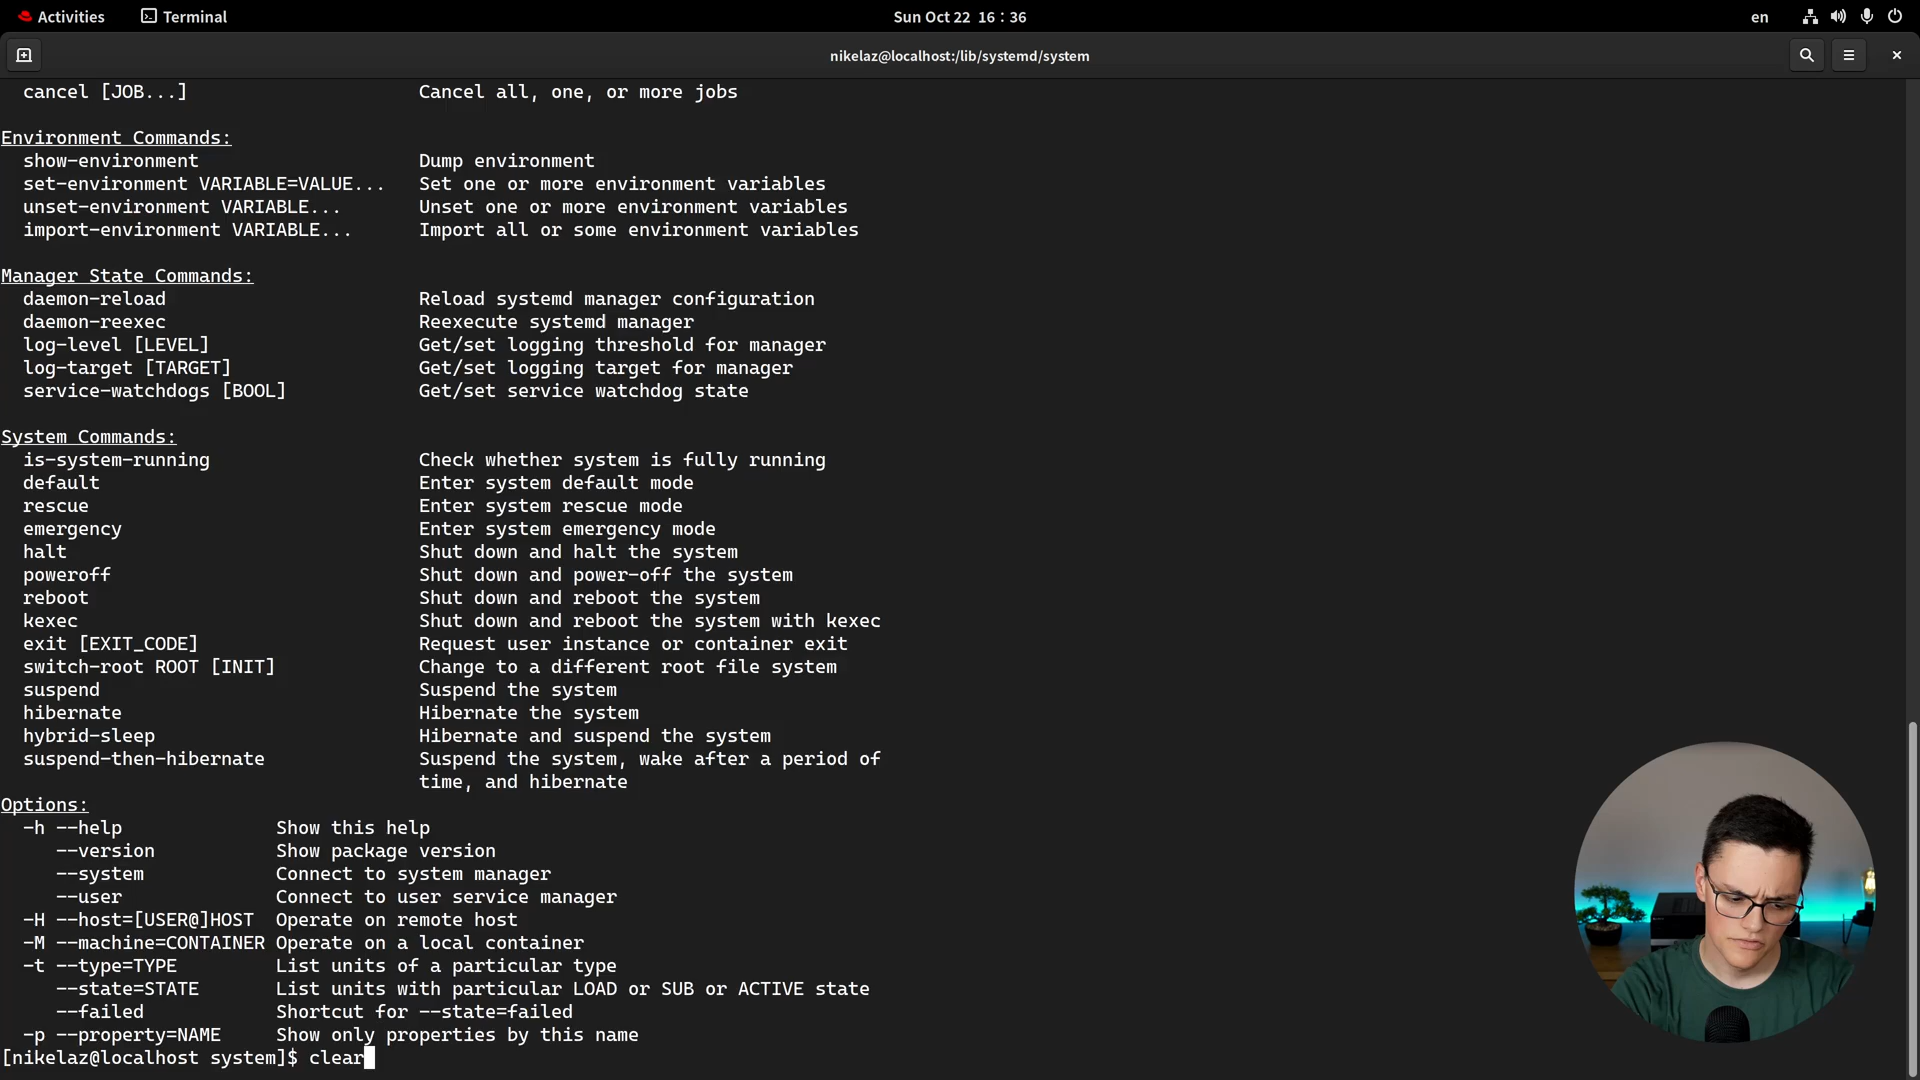 Activities
Terminal
Sun Oct 22 16:36
en
nikelaz@localhost:/lib/systemd/system
cancel [JOB...] Cancel all, one, or more jobs
Environment Commands:
show-environment Dump environment
set-environment VARIABLE=VALUE... Set one or more environment variables
unset-environment VARIABLE... Unset one or more environment variables
import-environment VARIABLE... Import all or some environment variables
Manager State Commands:
daemon-reload Reload systemd manager configuration
daemon-reexec Reexecute systemd manager
log-level [LEVEL] Get/set logging threshold for manager
log-target [TARGET] Get/set logging target for manager
service-watchdogs [BOOL] Get/set service watchdog state
System Commands:
is-system-running Check whether system is fully running
default Enter system default mode
rescue Enter system rescue mode
emergency Enter system emergency mode
halt Shut down and halt the system
poweroff Shut down and power-off the system
reboot Shut down and reboot the system
kexec Shut down and reboot the system with kexec
exit [EXIT_CODE] Request user instance or container exit
switch-root ROOT [INIT] Change to a different root file system
suspend Suspend the system
hibernate Hibernate the system
hybrid-sleep Hibernate and suspend the system
suspend-then-hibernate Suspend the system, wake after a period of
time, and hibernate
Options:
-h --help Show this help
--version Show package version
--system Connect to system manager
--user Connect to user service manager
-H --host=[USER@]HOST Operate on remote host
-M --machine=CONTAINER Operate on a local container
-t --type=TYPE List units of a particular type
--state=STATE List units with particular LOAD or SUB or ACTIVE state
--failed Shortcut for --state=failed
-p --property=NAME Show only properties by this name
[nikelaz@localhost system]$ clear